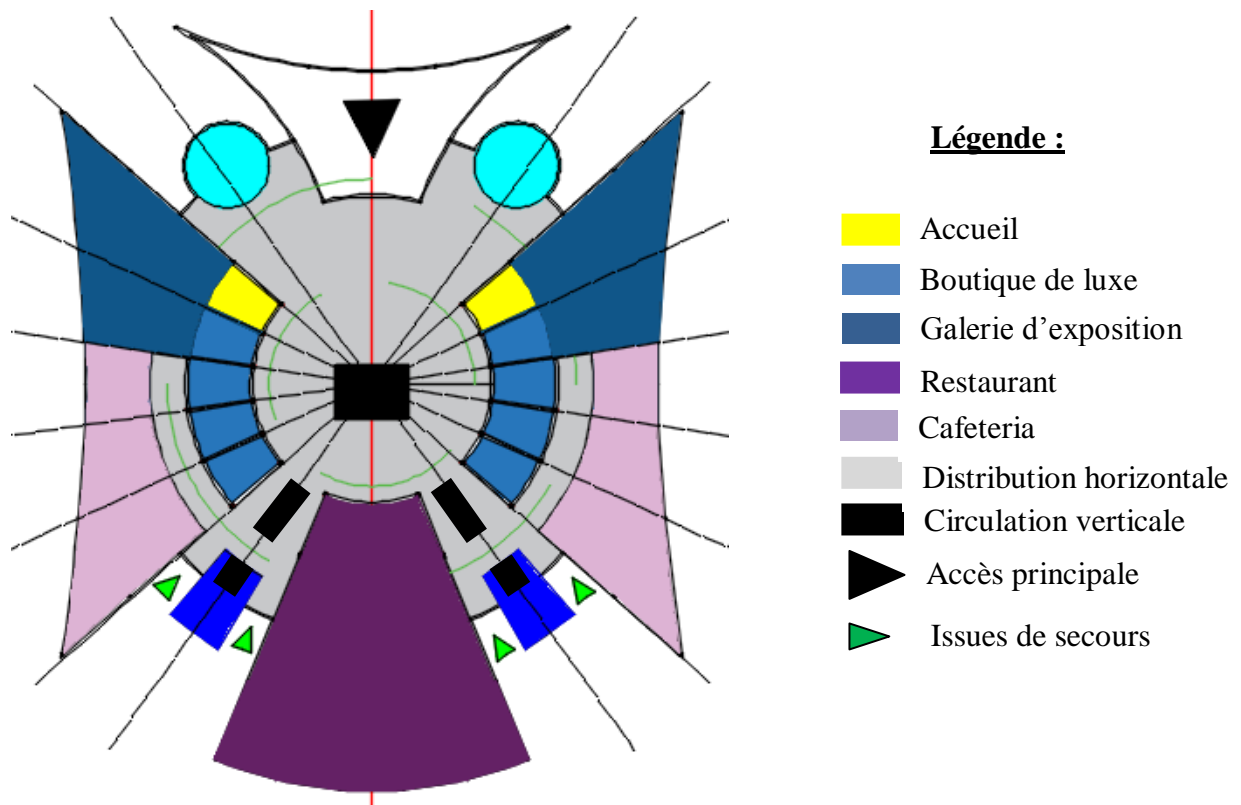 Légende :
Accueil
Boutique de luxe
Galerie d’exposition
Restaurant
Cafeteria
Distribution horizontale
Circulation verticale
Accès principale
Issues de secours